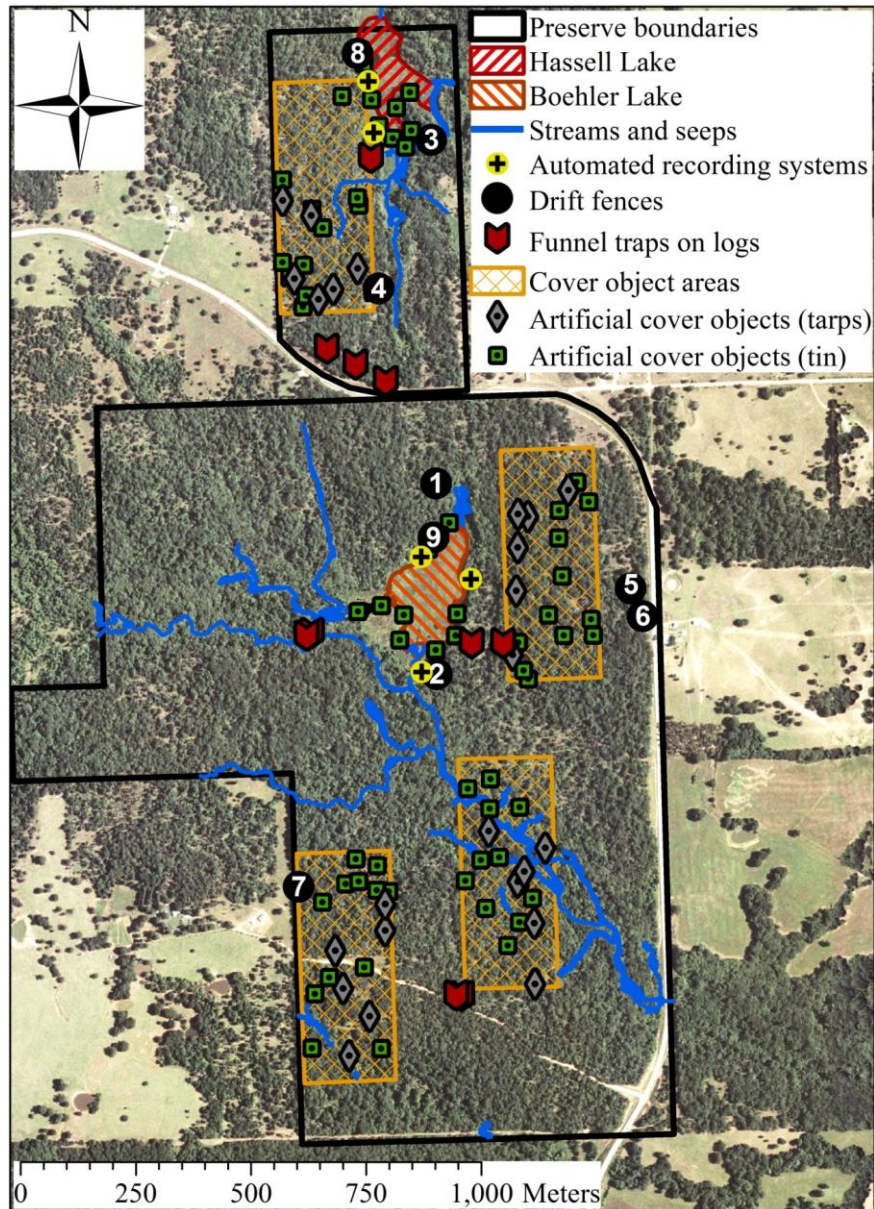 N
Preserve boundaries
Hassell Lake
Boehler Lake
Streams and seeps
Automated recording systems
Drift fences
Funnel traps on logs
Cover object areas
Artificial cover objects (tarps)
Artificial cover objects (tin)
8
3
4
1
9
5
6
2
7
0 250 500 750 1,000 Meters